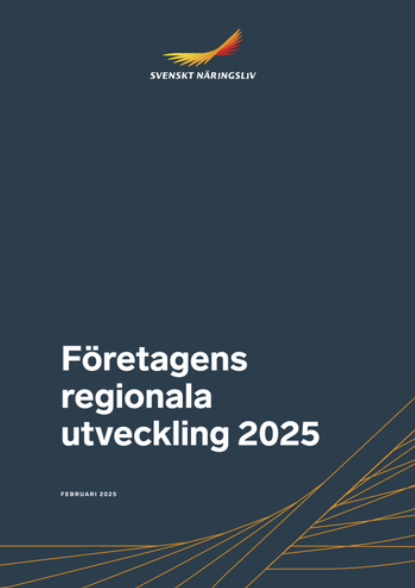 SVENSKT NÄRINGSLIV
Företagens
regionala
utveckling 2025
FEBRUARI 2025